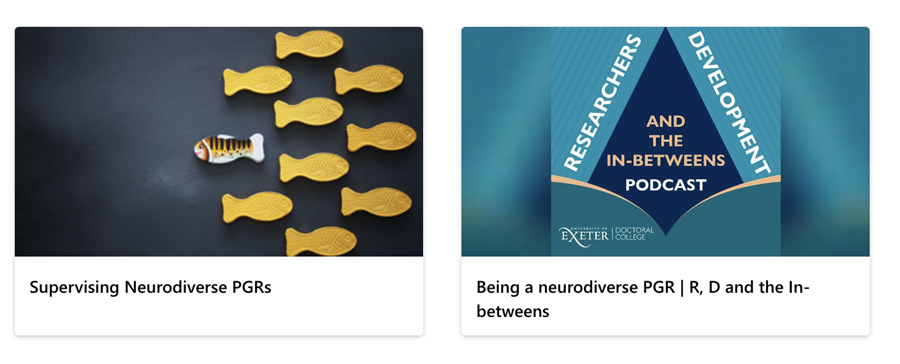 RESEARCHERS
DEVELOPMENT
AND
THE
IN-BETWEENS
PODCAST
UNIVERSITY OF
EXETER
DOCTORAL
COLLEGE
Supervising Neurodiverse PGRs
Being a neurodiverse PGR | R, D and the In-
betweens